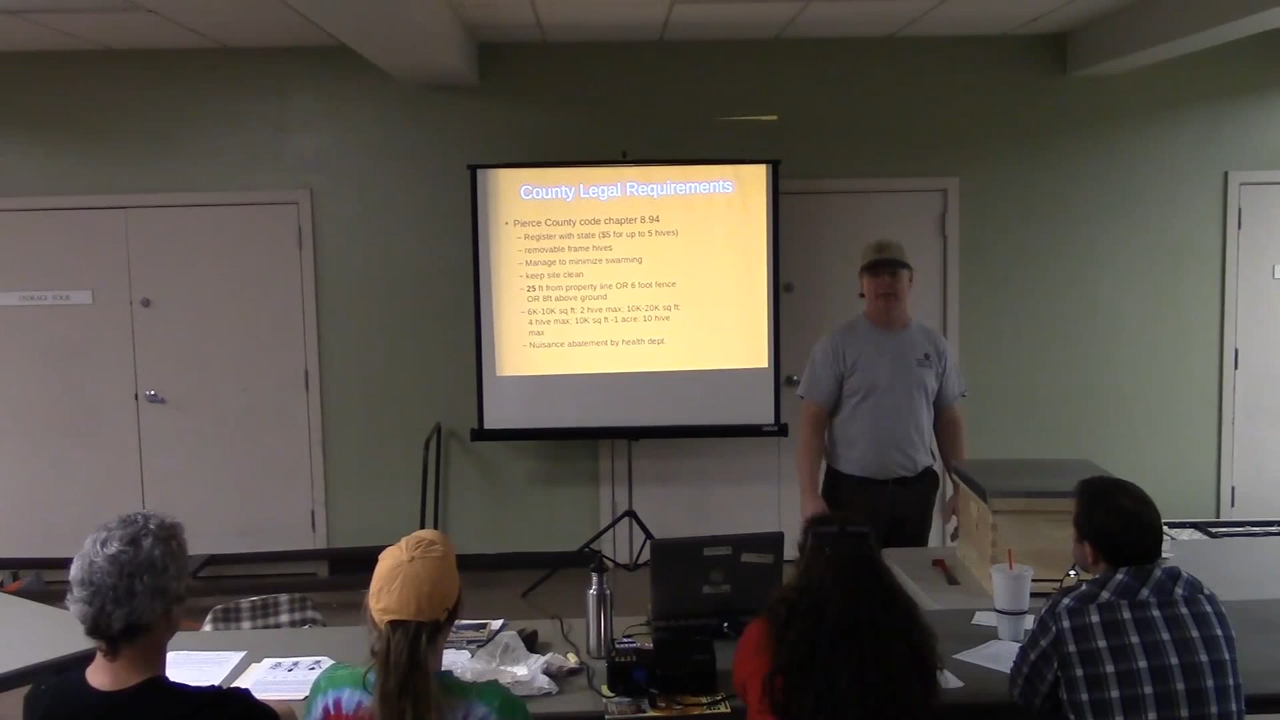 County Legal Requirements
• Pierce County code chapter 8.94
– Register with state ($5 for up to 5 hives)
– removable frame hives
– Manage to minimize swarming
– keep site clean
– 25 ft from property line OR 6 foot fence
OR 8ft above ground
– 6K-10K sq ft: 2 hive max; 10K-20K sq ft:
4 hive max; 10K sq ft -1 acre: 10 hive
max
– Nuisance abatement by health dept.
STORAGE